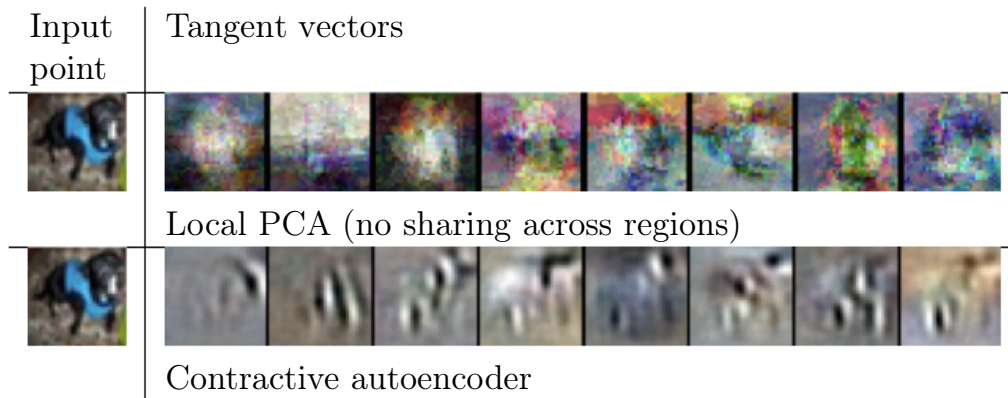 Input
point
Tangent vectors
Local PCA (no sharing across regions)
Contractive autoencoder